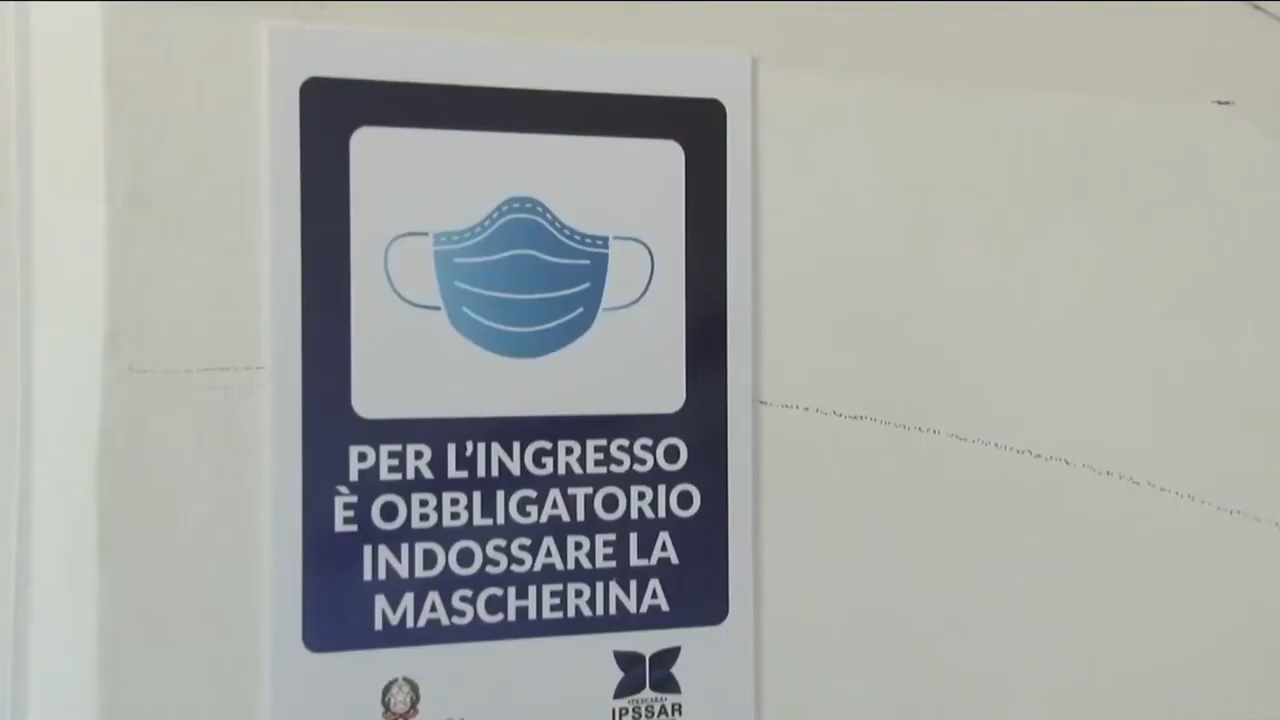 PER L'INGRESSO
È OBBLIGATORIO
INDOSSARE LA
MASCHERINA
IPSSAR